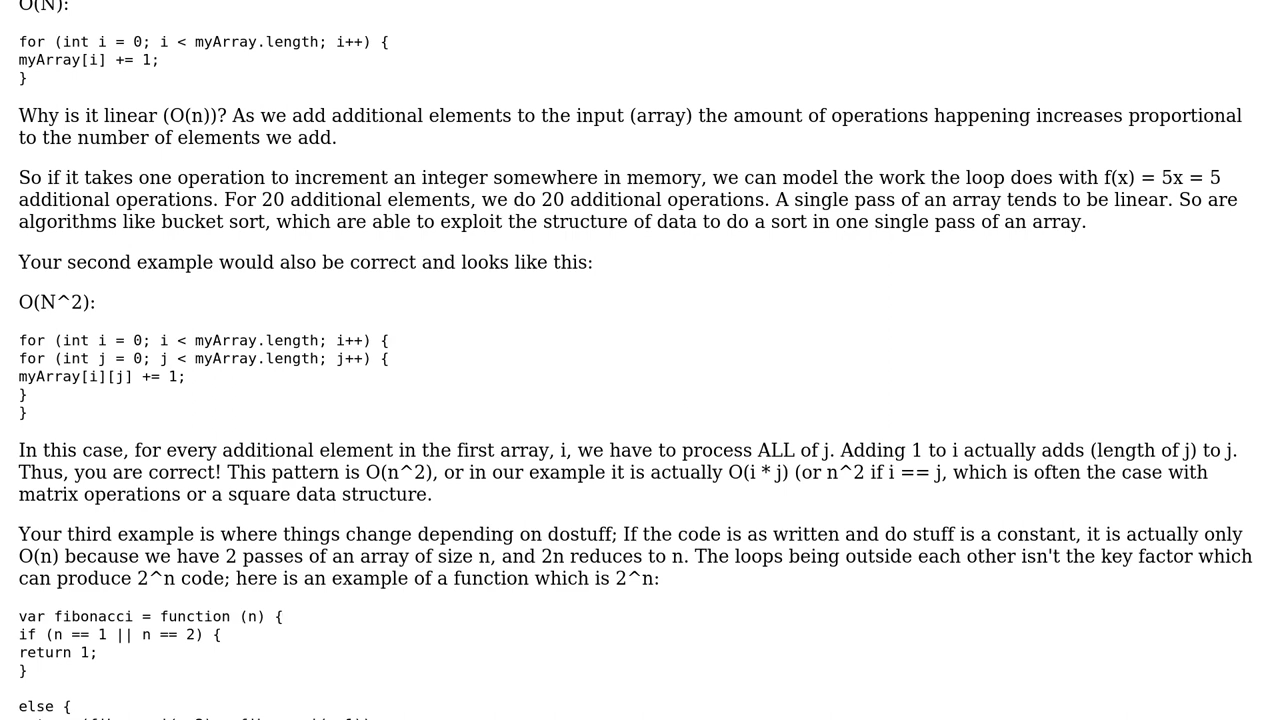 O(N):
for (int i = 0; i < myArray.length; i++) {
myArray[i] += 1;
}
Why is it linear (O(n))? As we add additional elements to the input (array) the amount of operations happening increases proportional
to the number of elements we add.
So if it takes one operation to increment an integer somewhere in memory, we can model the work the loop does with f(x) = 5x = 5
additional operations. For 20 additional elements, we do 20 additional operations. A single pass of an array tends to be linear. So are
algorithms like bucket sort, which are able to exploit the structure of data to do a sort in one single pass of an array.
Your second example would also be correct and looks like this:
O(N^2):
for (int i = 0; i < myArray.length; i++) {
for (int j = 0; j < myArray.length; j++) {
myArray[i][j] += 1;
}
}
In this case, for every additional element in the first array, i, we have to process ALL of j. Adding 1 to i actually adds (length of j) to j.
Thus, you are correct! This pattern is O(n^2), or in our example it is actually O(i * j) (or n^2 if i == j, which is often the case with
matrix operations or a square data structure.
Your third example is where things change depending on dostuff; If the code is as written and do stuff is a constant, it is actually only
O(n) because we have 2 passes of an array of size n, and 2n reduces to n. The loops being outside each other isn't the key factor which
can produce 2^n code; here is an example of a function which is 2^n:
var fibonacci = function (n) {
if (n == 1 || n == 2) {
return 1;
}
else {